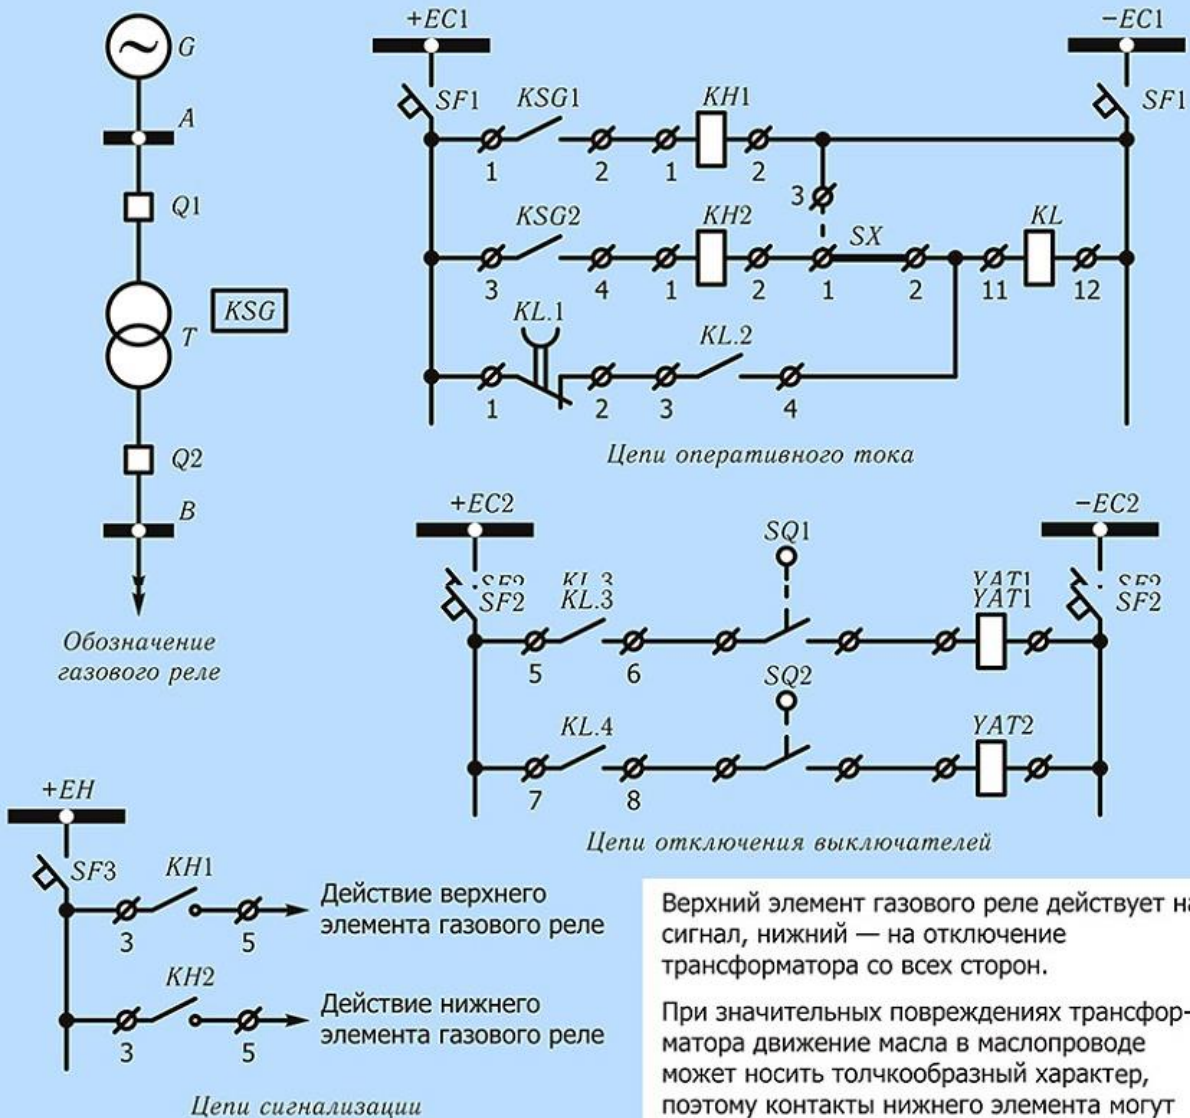 +EC1
−EC1
G
SF1
KSG1
KH1
SF1
A
1 2 1 2
Q1
3
KSG2
KH2
SX
KL
KSG
T
3 4 1 2 1 2 11 12
KL.1
KL.2
1 2 3 4
Q2
Цепи оперативного тока
B
+EC2
−EC2
SQ1
SF2
KL.3
YAT1
SF2
SF2
KL.3
YAT1
SF2
Обозначение
газового реле
5 6
SQ2
KL.4
YAT2
7 8
Цепи отключения выключателей
+EH
SF3
KH1
3 5
Действие верхнего
элемента газового реле
KH2
3 5
Действие нижнего
элемента газового реле
Цепи сигнализации
Верхний элемент газового реле действует на
сигнал, нижний — на отключение
трансформатора со всех сторон.
При значительных повреждениях трансфор-
матора движение масла в маслопроводе
может носить толчкообразный характер,
поэтому контакты нижнего элемента могут